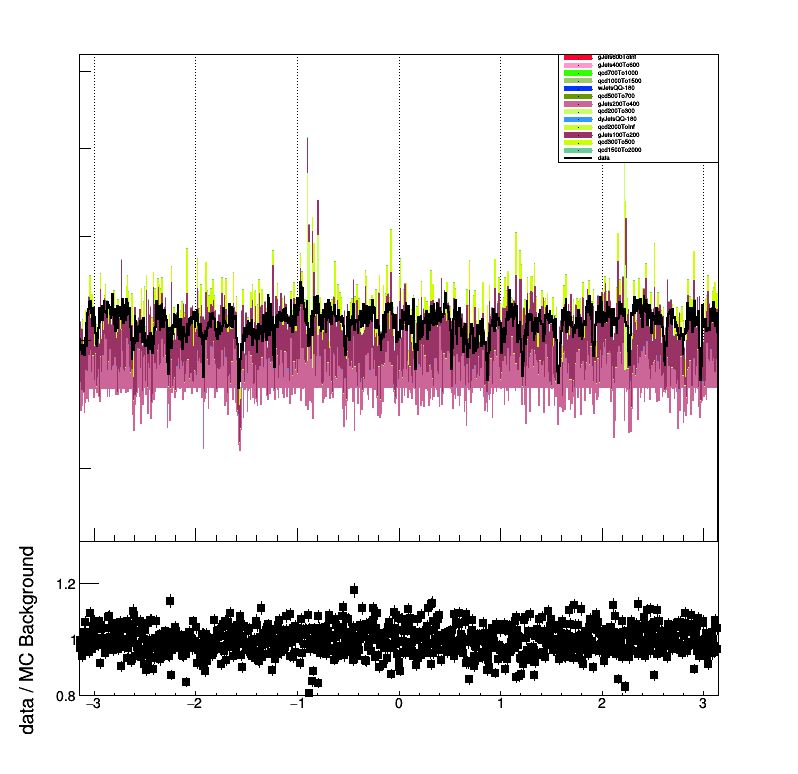 gJets600ToInf
gJets400To600
qcd700To1000
qcd1000To1500
wJetsQQ-180
qcd500To700
gJets200To400
qcd200To300
dyJetsQQ-180
qcd2000ToInf
gJets100To200
qcd300To500
qcd1500To2000
data
data / MC Background
1.2
1
0.8
−3 −2 −1 0 1 2 3